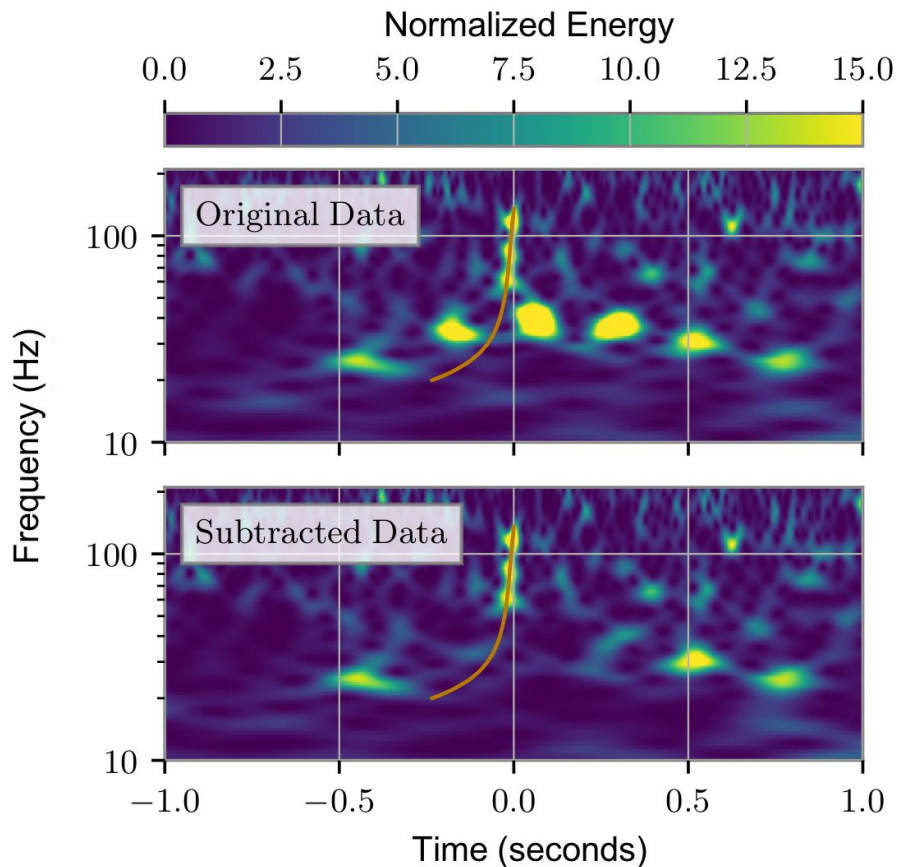 Normalized Energy
0.0 2.5 5.0 7.5 10.0 12.5 15.0
Original Data
100
10
Frequency (Hz)
Subtracted Data
100
10
−1.0 −0.5 0.0 0.5 1.0
Time (seconds)